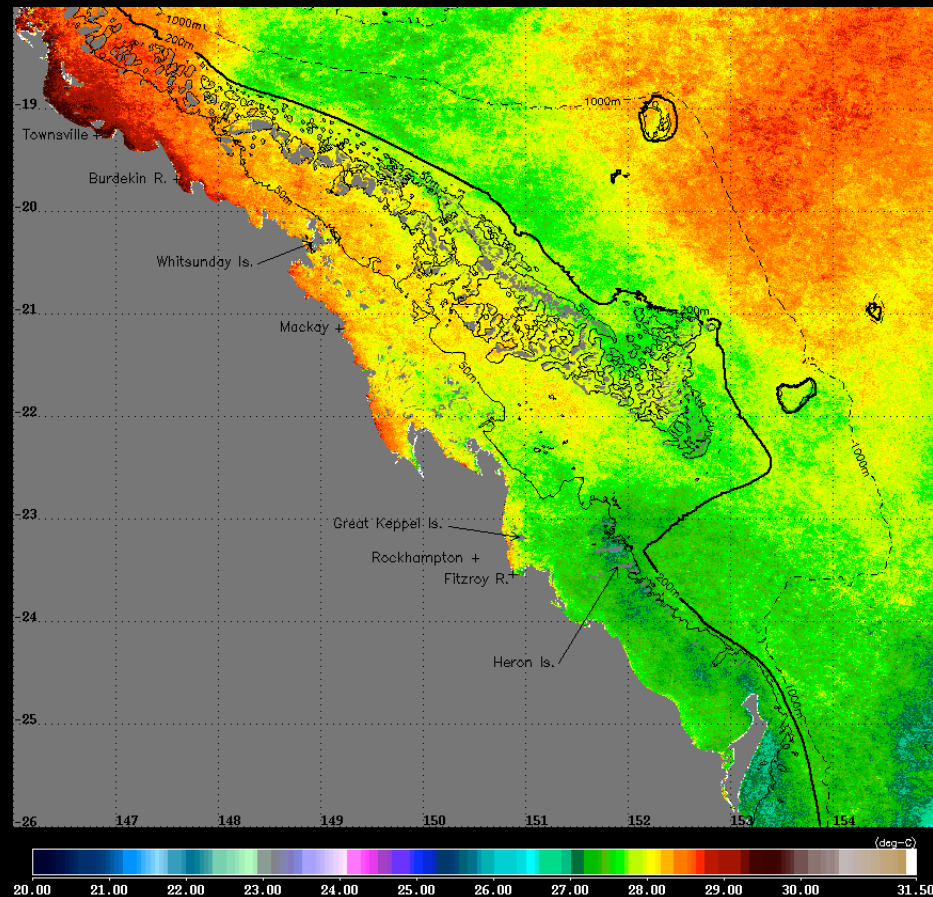 1000m
200m
-19
1000m
Townsville
50m
Burdekin R.
50m
-20
Whitsunday Is.
50m
200m
-21
Mackay
50m
-22
1000m
-23
Great Keppel Is.
Rockhampton
Fitzroy R.
200m
-24
Heron Is.
1000m
-25
-26
147 148 149 150 151 152 153 154
(deg-C)
20.00 21.00 22.00 23.00 24.00 25.00 26.00 27.00 28.00 29.00 30.00 31.50